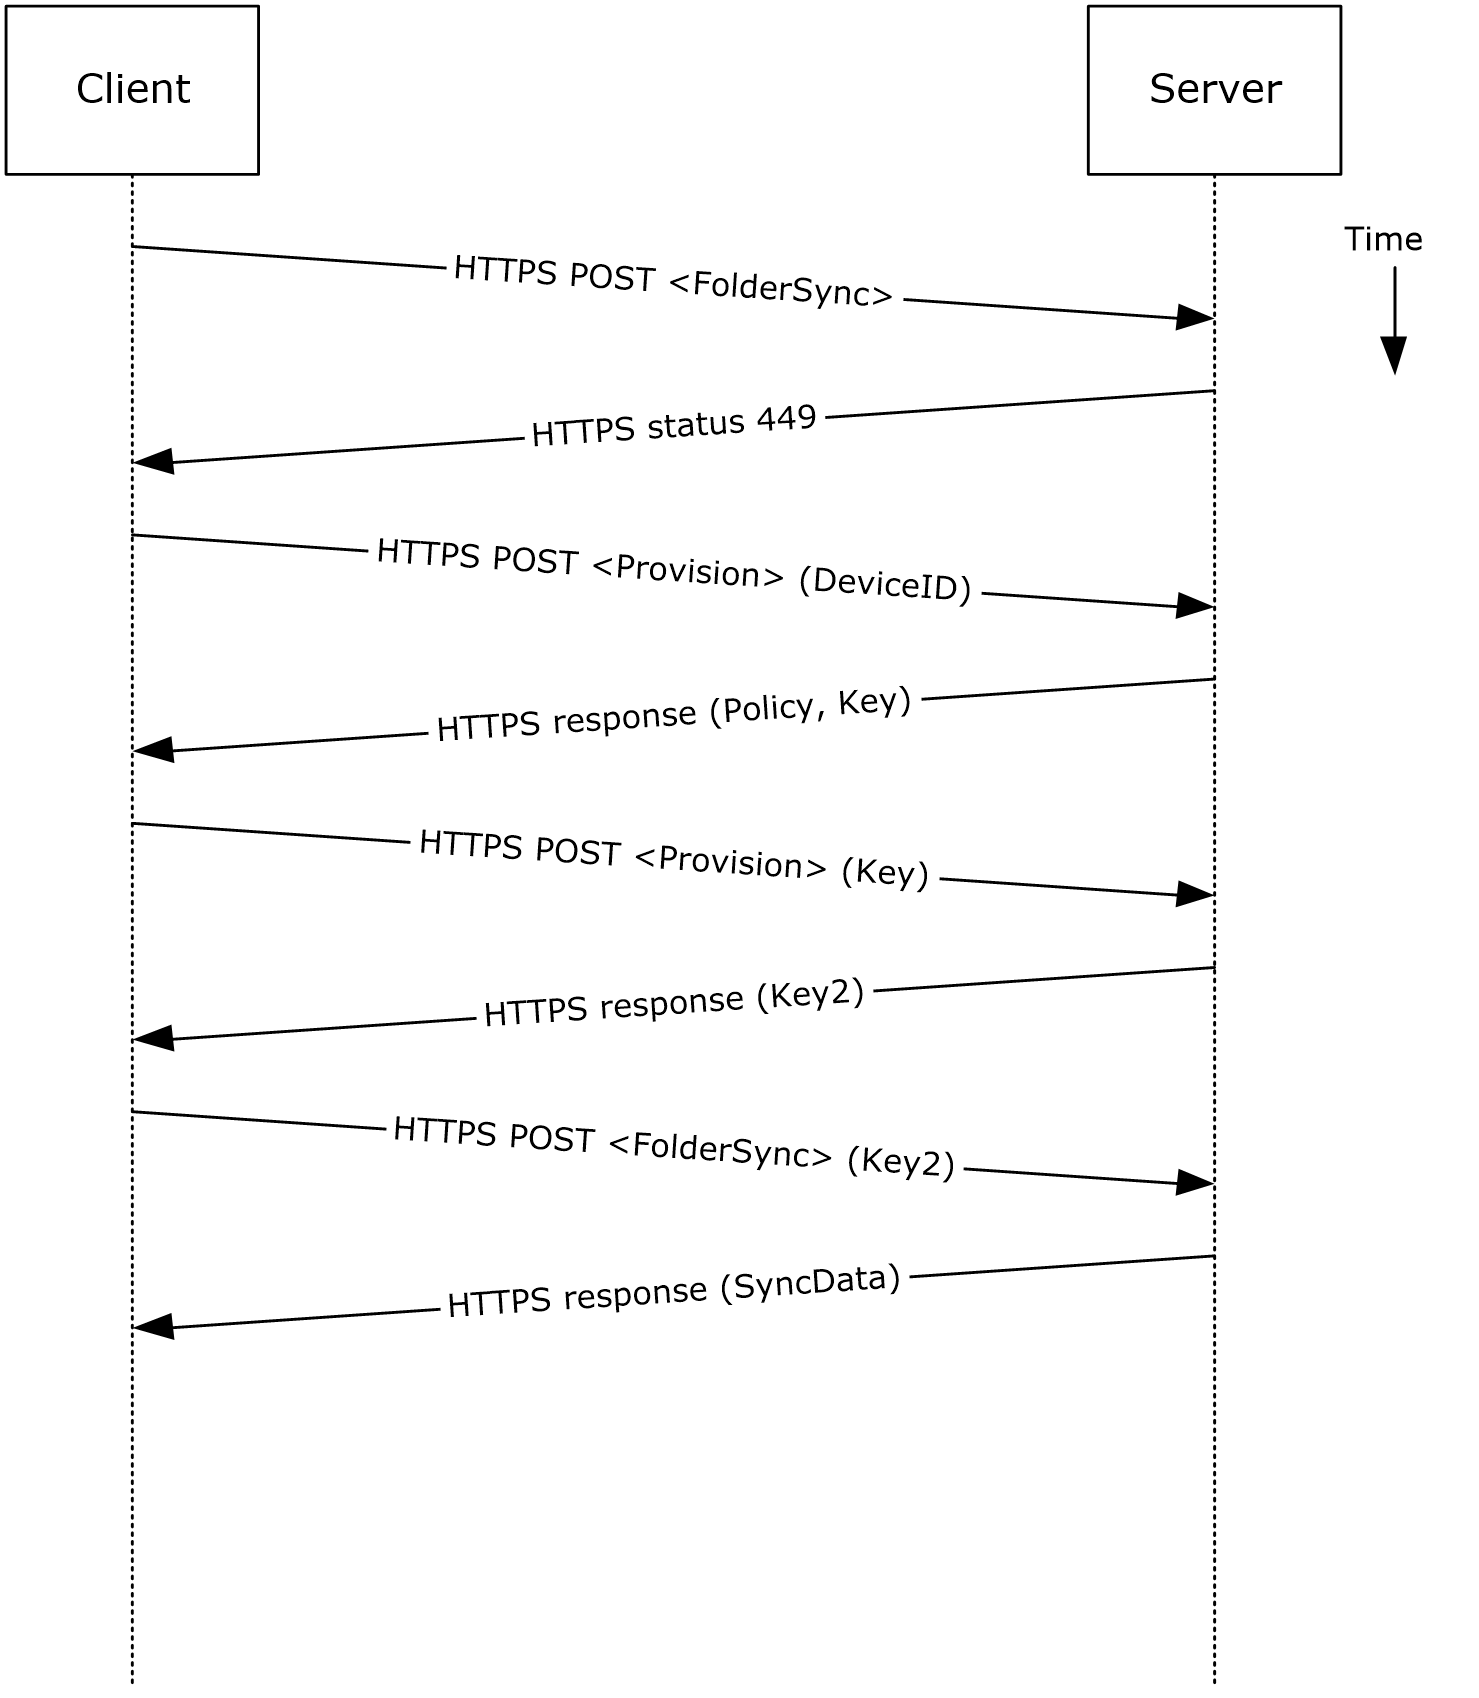 Client
Server
Time
HTTPS POST <FolderSync>
HTTPS status 449
HTTPS POST <Provision> (DeviceID)
HTTPS response (Policy, Key)
HTTPS POST <Provision> (Key)
HTTPS response (Key2)
HTTPS POST <FolderSync> (Key2)
HTTPS response (SyncData)